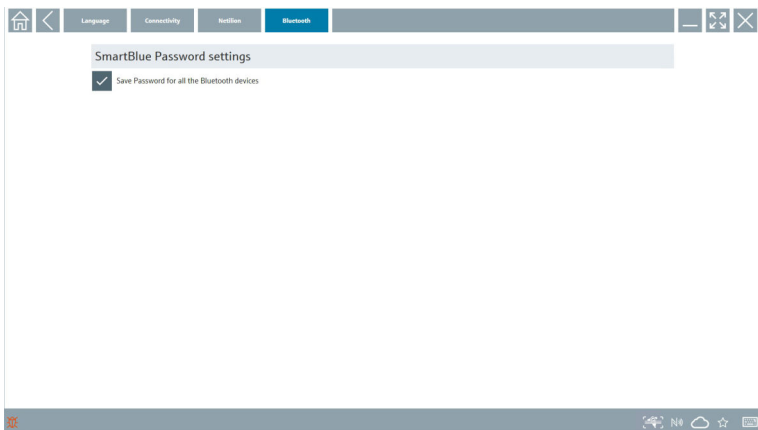 Language
Connectivity
Netilion
Bluetooth
SmartBlue Password settings
Save Password for all the Bluetooth devices